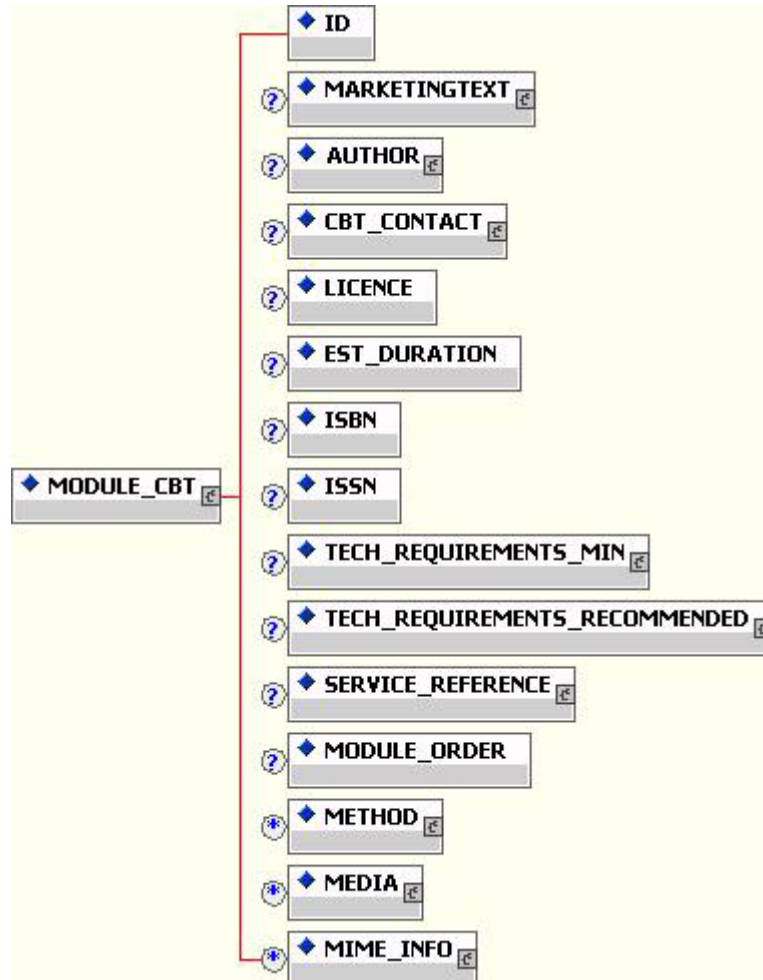 ID
? MARKETINGTEXT
? AUTHOR
? CBT_CONTACT
? LICENCE
? EST_DURATION
? ISBN
MODULE_CBT
? ISSN
? TECH_REQUIREMENTS_MIN
? TECH_REQUIREMENTS_RECOMMENDED
? SERVICE_REFERENCE
? MODULE_ORDER
* METHOD
* MEDIA
* MIME_INFO